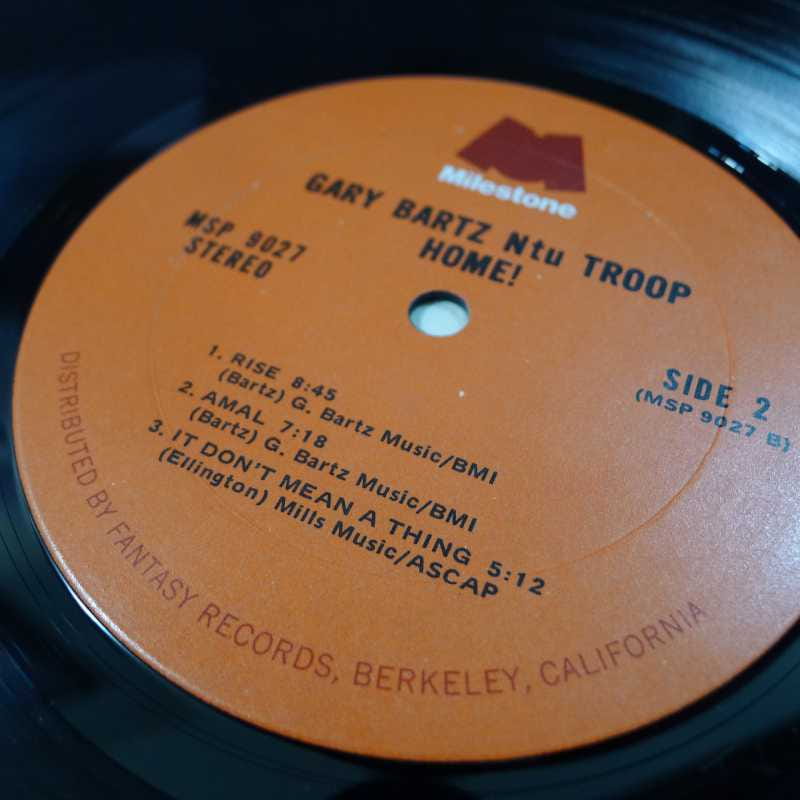 Milestone
GARY BARTZ Ntu TROOP
HOME!
MSP 9027
STEREO
SIDE 2
(MSP 9027 B)
1. RISE 8:45
(Bartz) G. Bartz Music/BMI
2. AMAL 7:18
(Bartz) G. Bartz Music/BMI
3. IT DON'T MEAN A THING 5:12
(Ellington) Mills Music/ASCAP
DISTRIBUTED BY FANTASY RECORDS, BERKELEY, CALIFORNIA